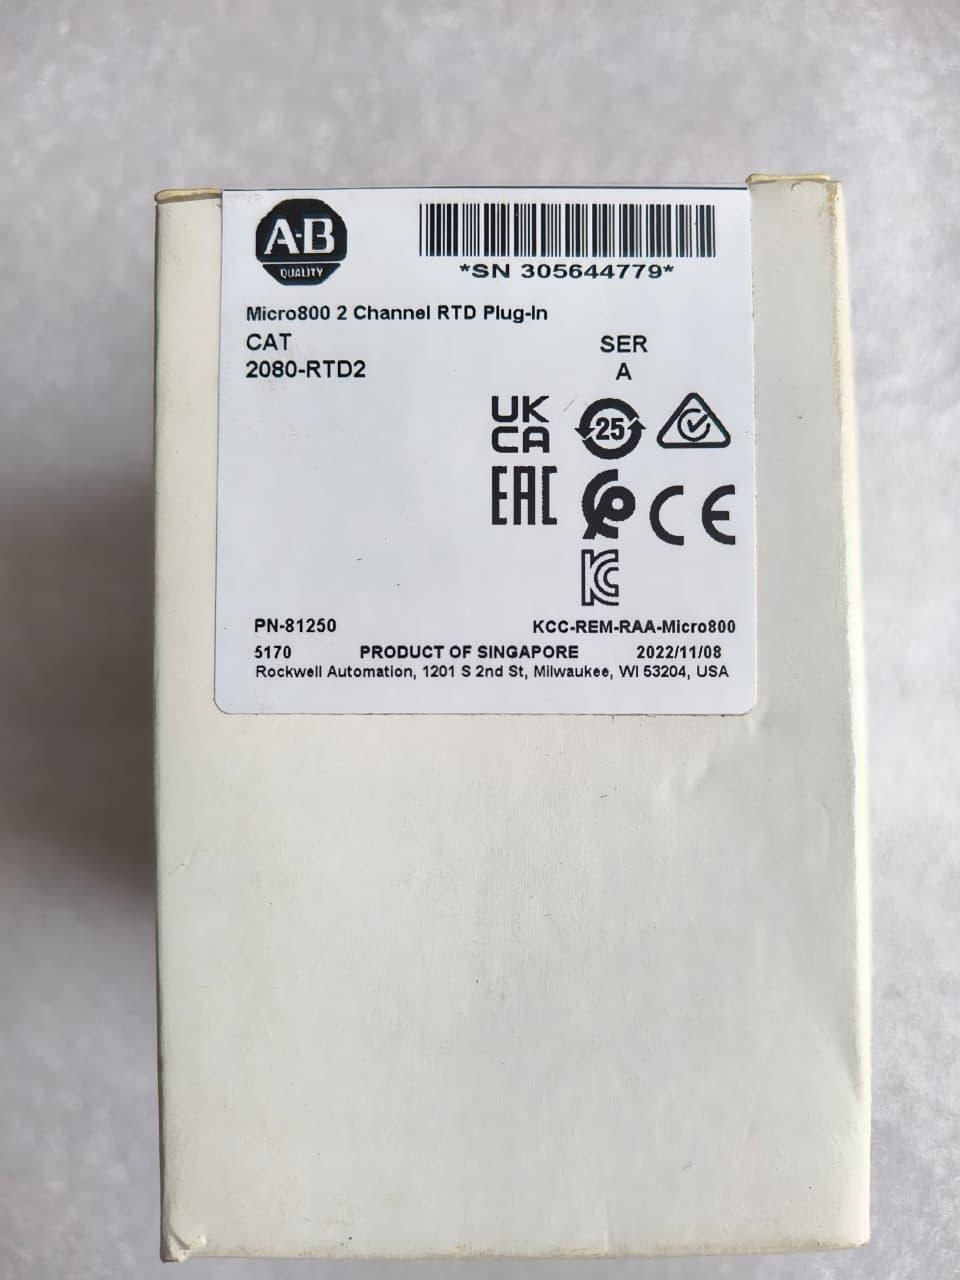 A-B
QUALITY
*SN 305644779*
Micro800 2 Channel RTD Plug-In
CAT
SER
2080-RTD2
A
UK
CA
25
EAC
CE
KC
PN-81250
KCC-REM-RAA-Micro800
5170
PRODUCT OF SINGAPORE
2022/11/08
Rockwell Automation, 1201 S 2nd St, Milwaukee, WI 53204, USA